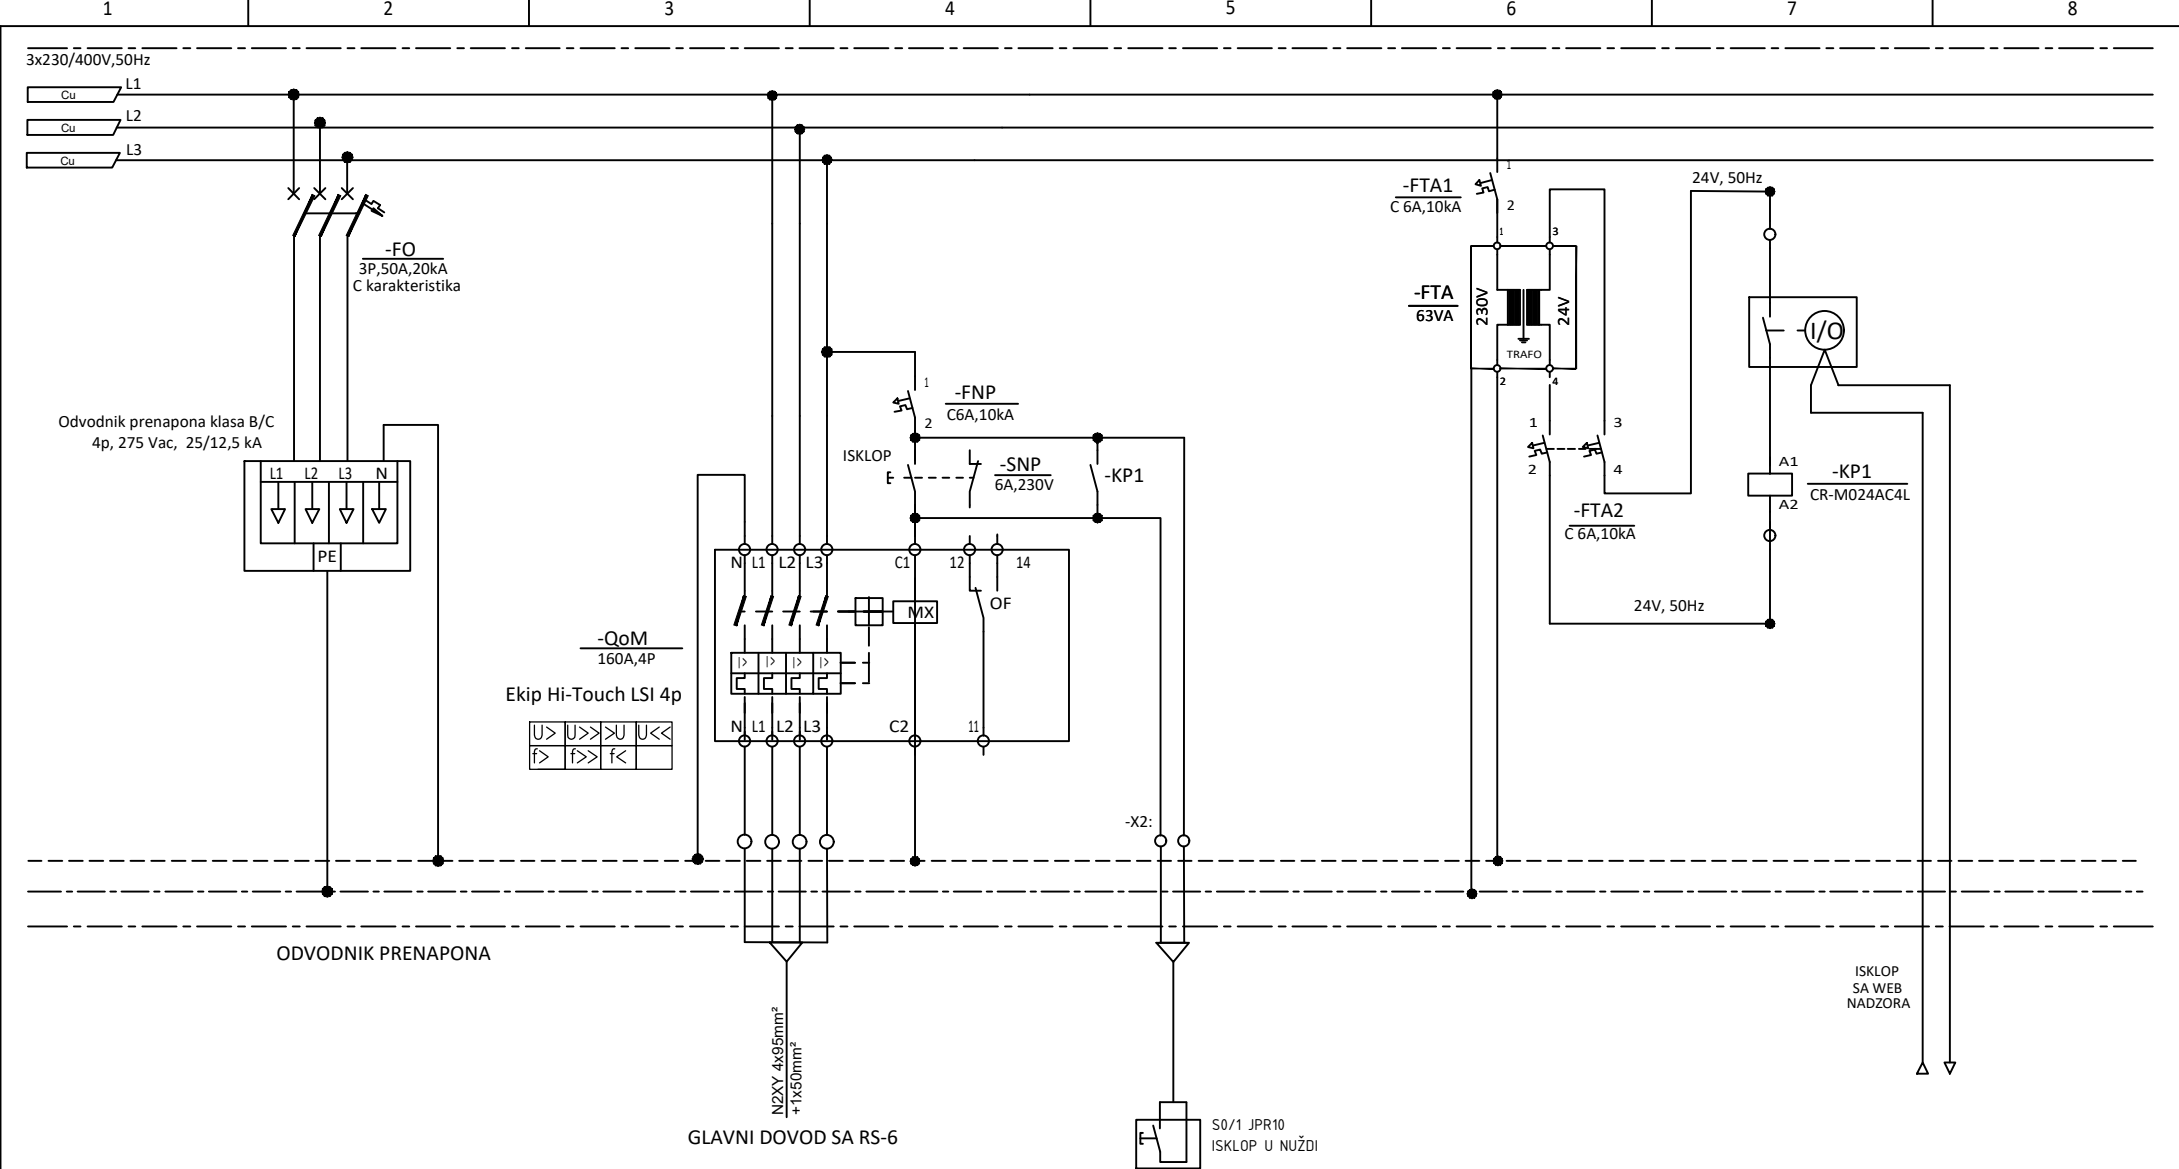 1 2 3 4 5 6 7 8
3x230/400V,50Hz
Cu L1
Cu L2
Cu L3
-FO
3P,50A,20kA
C karakteristika
Odvodnik prenapona klasa B/C
4p, 275 Vac, 25/12,5 kA
L1 L2 L3 N
PE
ODVODNIK PRENAPONA
-QoM
160A,4P
Ekip Hi-Touch LSI 4p
U> U>> >U U<<
f> f>> f<
N L1 L2 L3 C1 12 14
OF
MX
I> I> I> I>
N L1 L2 L3 C2 11
1
2
-FNP
C6A,10kA
ISKLOP
-SNP
6A,230V
-KP1
-X2:
N2XY 4x95mm²
+1x50mm²
GLAVNI DOVOD SA RS-6
S0/1 JPR10
ISKLOP U NUŽDI
-FTA1
C 6A,10kA
1
2
-FTA
63VA
1 3
230V
24V
TRAFO
2 4
1 3
2 4
-FTA2
C 6A,10kA
24V, 50Hz
I/O
A1
A2
-KP1
CR-M024AC4L
24V, 50Hz
ISKLOP
SA WEB
NADZORA